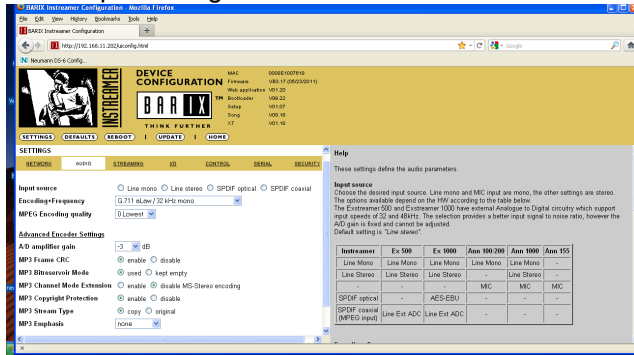 BARIX Instreamer Configuration - Mozilla Firefox
File Edit View History Bookmarks Tools Help
BARIX Instreamer Configuration +
http://192.168.11.202/uiconfig.html
Google
Neumann DS-6 Config...
INSTREAMER
DEVICE
CONFIGURATION
BARIX TM
THINK FURTHER
MAC 0008E1007618
Firmware VB3.17 (05/23/2011)
Web application V01.20
Bootloader V99.22
Setup V01.07
Song V08.10
XT V01.18
SETTINGS DEFAULTS REBOOT | UPDATE | HOME
SETTINGS
NETWORK AUDIO STREAMING I/O CONTROL SERIAL SECURITY
Input source Line mono Line stereo SPDIF optical SPDIF coaxial
Encoding+Frequency G.711 uLaw / 32 kHz mono
MPEG Encoding quality 0 Lowest
Advanced Encoder Settings
A/D amplifier gain -3 dB
MP3 Frame CRC enable disable
MP3 Bitreservoir Mode used kept empty
MP3 Channel Mode Extension enable disable MS-Stereo encoding
MP3 Copyright Protection enable disable
MP3 Stream Type copy original
MP3 Emphasis none
Help
These settings define the audio parameters.
Input source
Choose the desired input source. Line mono and MIC input are mono, the other settings are stereo.
The options available depend on the HW according to the table below.
The Exstreamer 500 and Exstreamer 1000 have external Analogue to Digital circuitry which support
input speeds of 32 and 48kHz. The selection provides a better input signal to noise ratio, however the
A/D gain is fixed and cannot be adjusted.
Default setting is "Line stereo".
Instreamer Ex 500 Ex 1000 Ann 100/200 Ann 1000 Ann 155
Line Mono Line Mono Line Mono Line Mono Line Mono -
Line Stereo Line Stereo Line Stereo - Line Stereo -
- - - MIC MIC MIC
SPDIF optical - AES-EBU - - -
SPDIF coaxial
(MPEG input) Line Ext ADC Line Ext ADC - - -